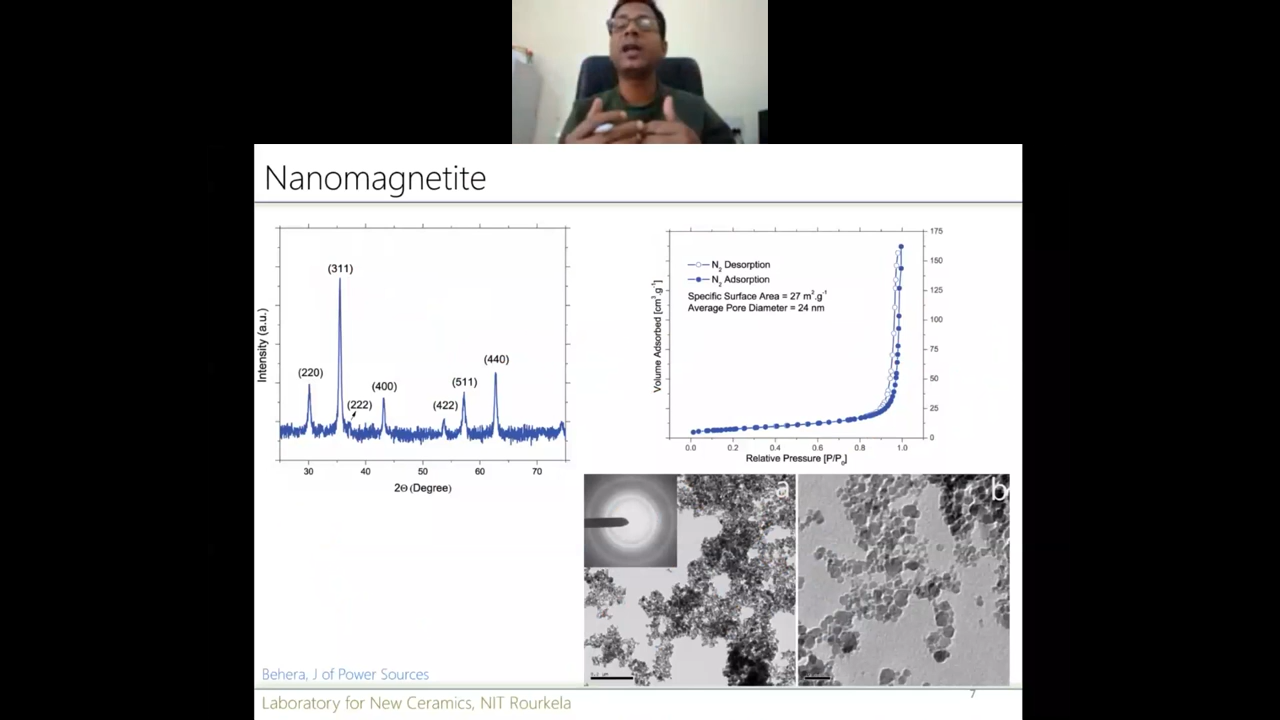 Nanomagnetite
Intensity (a.u.)
(220)
(311)
(222)
(400)
(422)
(511)
(440)
30 40 50 60 70
2Θ (Degree)
N2 Desorption
N2 Adsorption
Specific Surface Area = 27 m2.g-1
Average Pore Diameter = 24 nm
Volume Adsorbed [cm3.g-1]
175
150
125
100
75
50
25
0
0.0 0.2 0.4 0.6 0.8 1.0
Relative Pressure [P/P0]
a
b
Behera, J of Power Sources
Laboratory for New Ceramics, NIT Rourkela
7